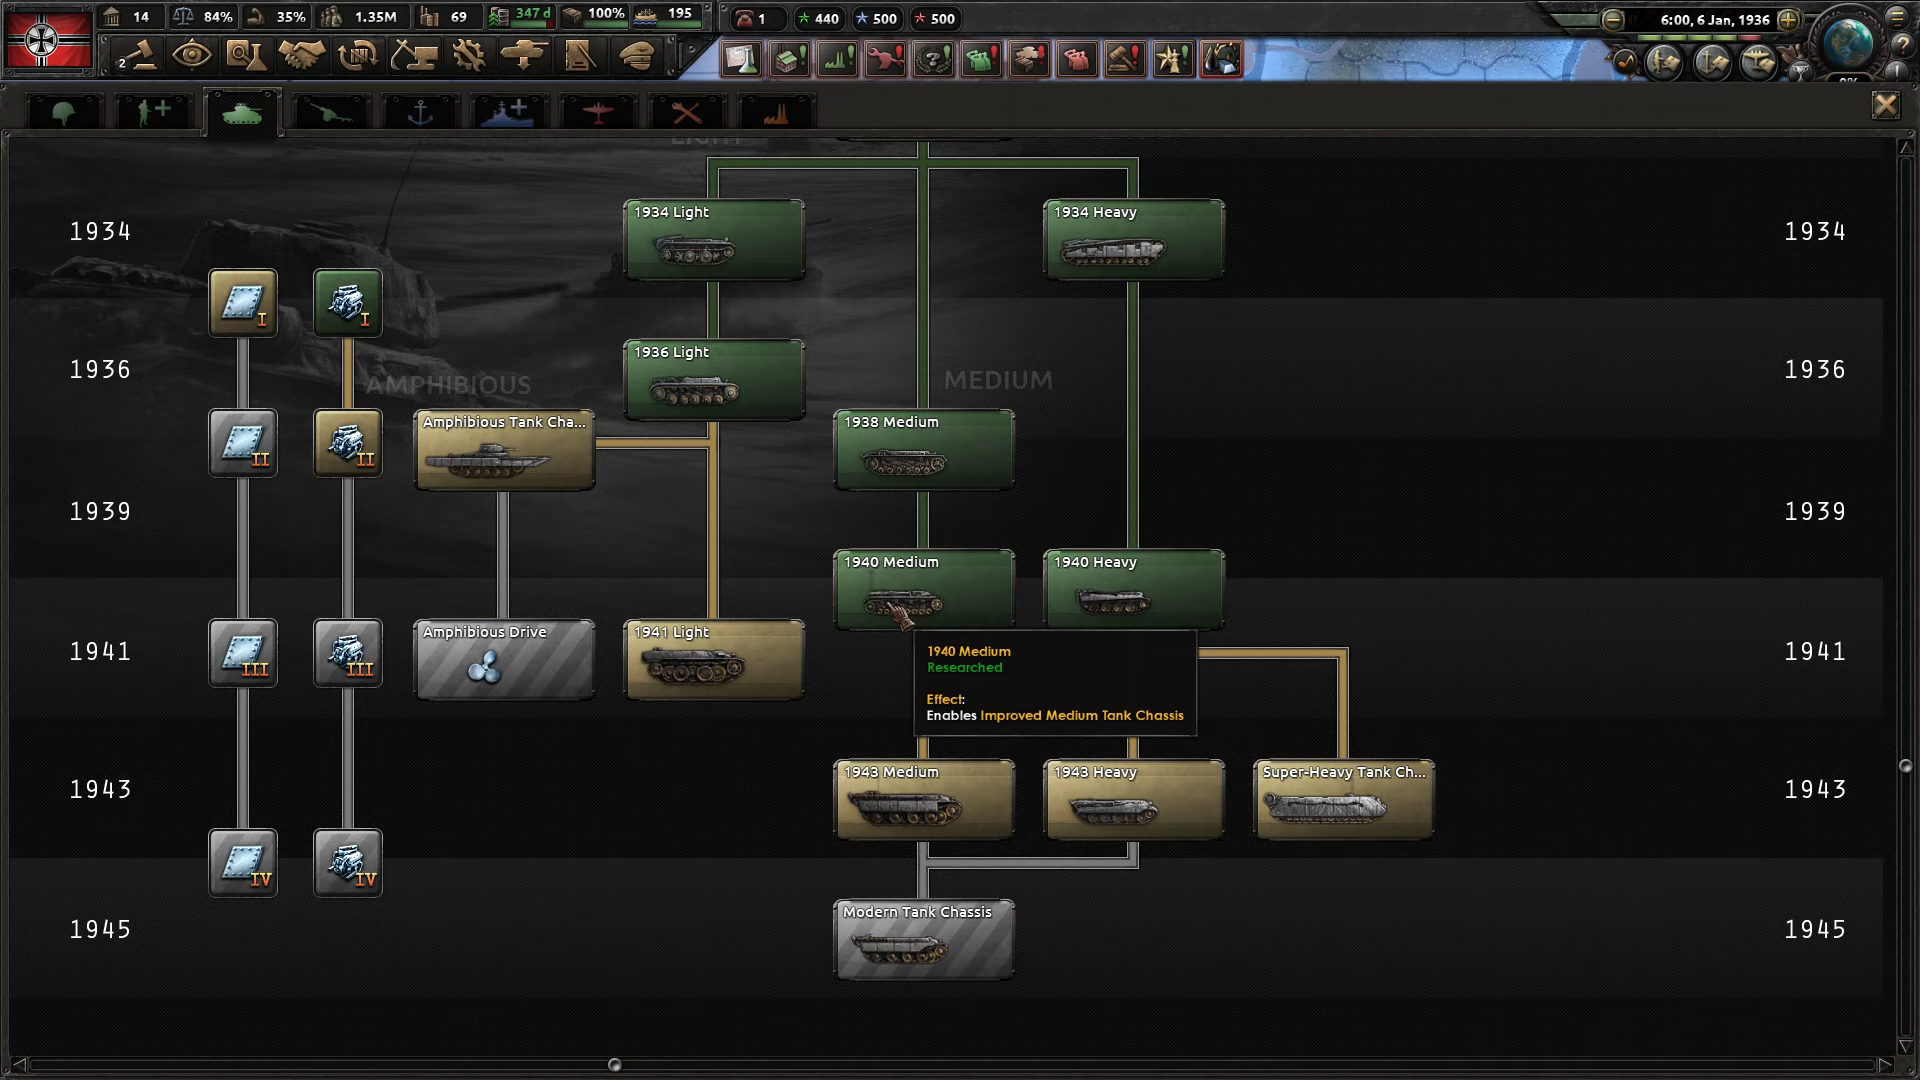 14
84%
35%
1.35M
69
347 d
100%
195
1
440
500
500
6:00, 6 Jan, 1936
2
0%
LIGHT
1934
1934 Light
1934 Heavy
1934
I
I
1936
1936 Light
1936
AMPHIBIOUS
MEDIUM
Amphibious Tank Cha...
1938 Medium
II
II
1939
1939
1940 Medium
1940 Heavy
Amphibious Drive
1941 Light
1941
1941
III
III
1940 Medium
Researched
Effect:
Enables Improved Medium Tank Chassis
1943 Medium
1943 Heavy
Super-Heavy Tank Ch...
1943
1943
IV
IV
Modern Tank Chassis
1945
1945